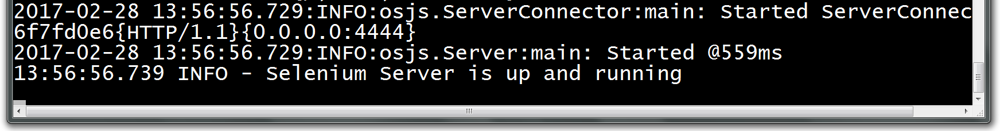 2017-02-28 13:56:56.729:INFO:osjs.ServerConnector:main: Started ServerConnec
6f7fd0e6{HTTP/1.1}{0.0.0.0:4444}
2017-02-28 13:56:56.729:INFO:osjs.Server:main: Started @559ms
13:56:56.739 INFO - Selenium Server is up and running